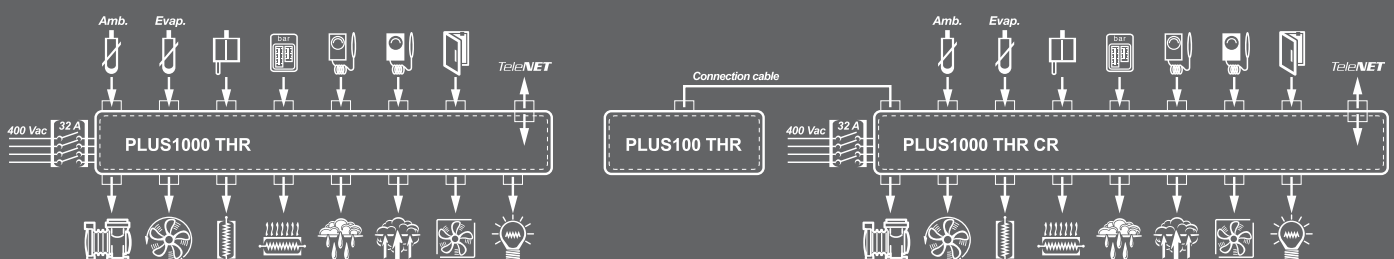 Amb. Evap.
bar
TeleNET
400 Vac 32 A
PLUS1000 THR
Connection cable
PLUS100 THR
Amb. Evap.
bar
TeleNET
400 Vac 32 A
PLUS1000 THR CR